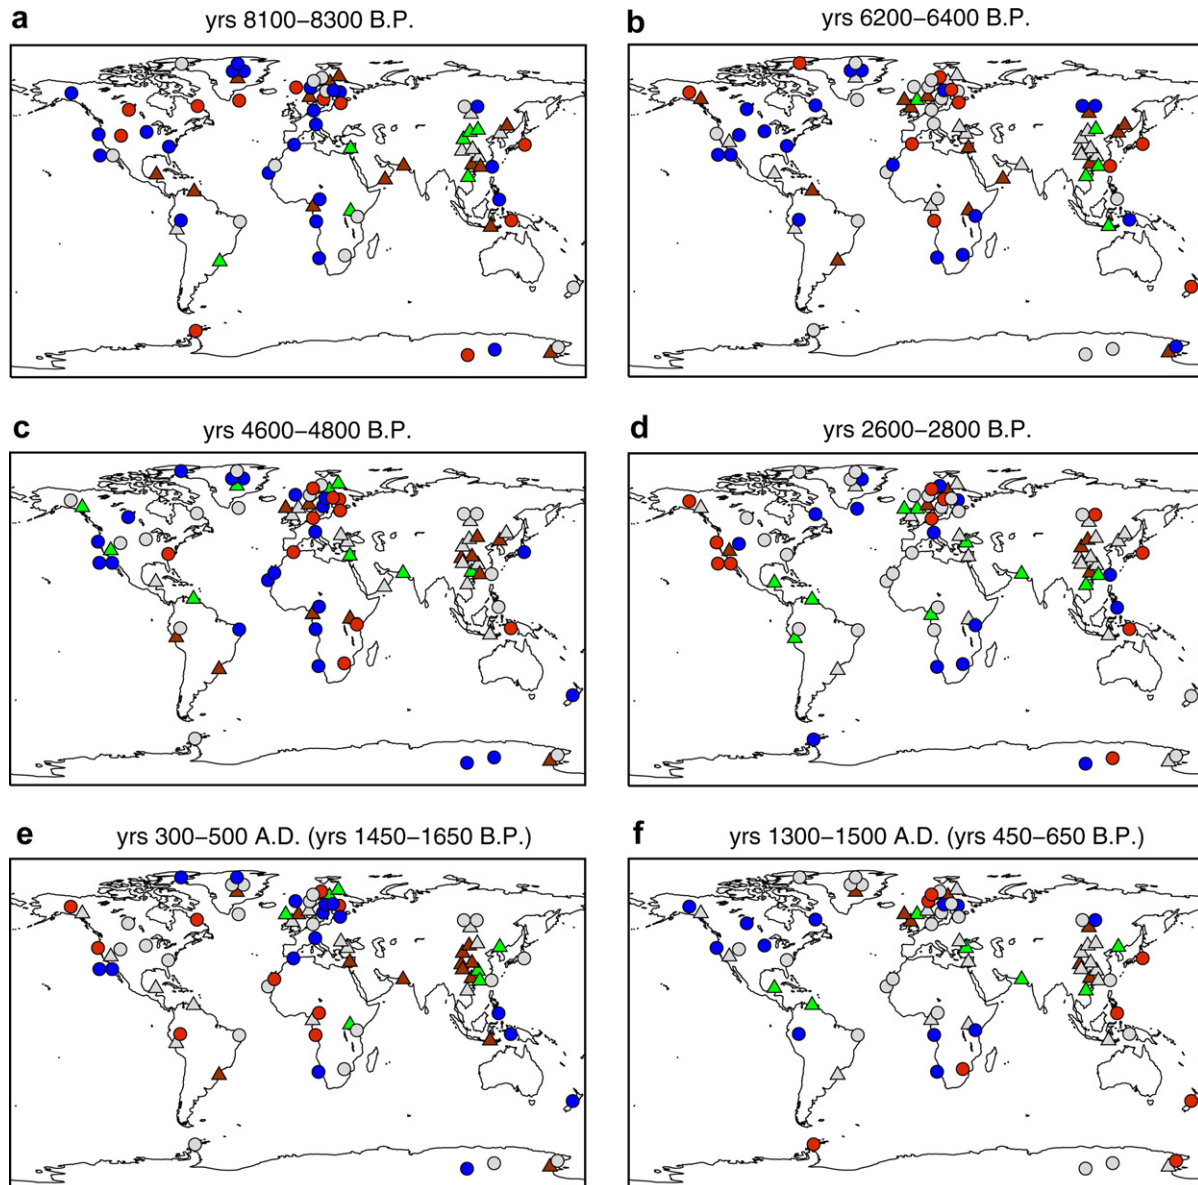 a yrs 8100–8300 B.P.
b yrs 6200–6400 B.P.
c yrs 4600–4800 B.P.
d yrs 2600–2800 B.P.
e yrs 300–500 A.D. (yrs 1450–1650 B.P.)
f yrs 1300–1500 A.D. (yrs 450–650 B.P.)